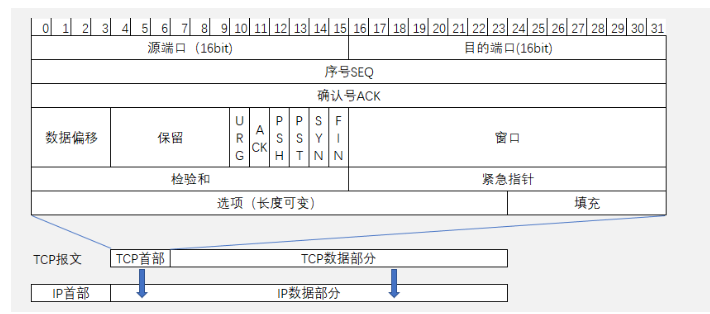 0 1 2 3 4 5 6 7 8 9 10 11 12 13 14 15 16 17 18 19 20 21 22 23 24 25 26 27 28 29 30 31
源端口（16bit） 目的端口(16bit)
序号SEQ
确认号ACK
数据偏移 保留 URG ACK PSH PST SYN FIN 窗口
检验和 紧急指针
选项（长度可变） 填充
TCP报文 TCP首部 TCP数据部分
IP首部 IP数据部分